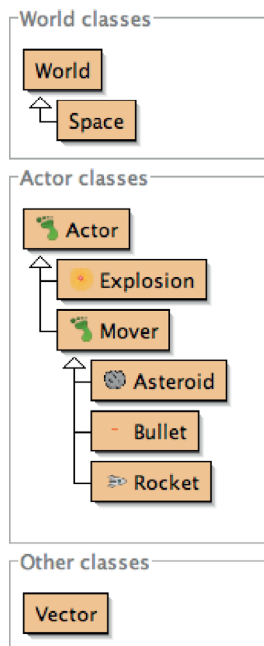 World classes
World
Space
Actor classes
Actor
Explosion
Mover
Asteroid
Bullet
Rocket
Other classes
Vector